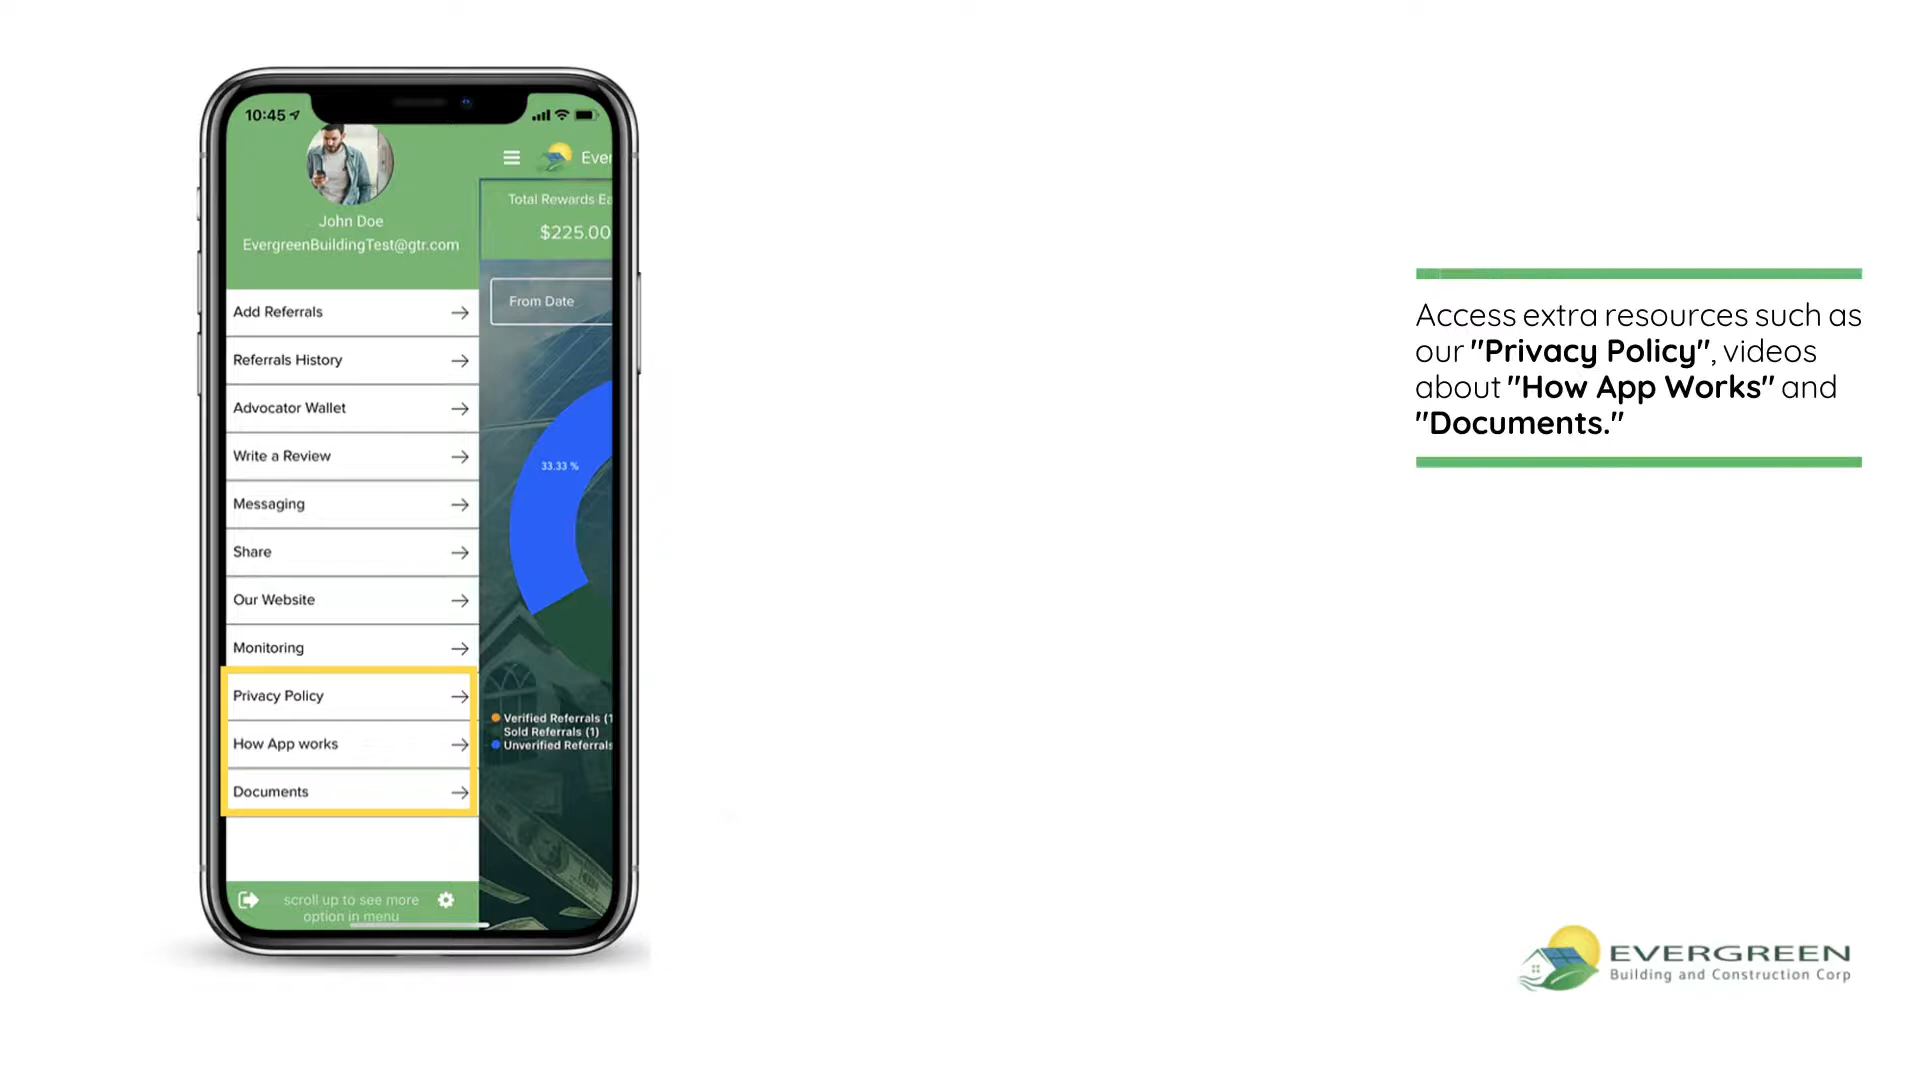 10:45
John Doe
EvergreenBuildingTest@gtr.com
Add Referrals
Referrals History
Advocator Wallet
Write a Review
Messaging
Share
Our Website
Monitoring
Privacy Policy
How App works
Documents
scroll up to see more
option in menu
Ever
Total Rewards Ea
$225.00
From Date
33.33 %
Verified Referrals (1
Sold Referrals (1)
Unverified Referrals
Access extra resources such as
our "Privacy Policy", videos
about "How App Works" and
"Documents."
EVERGREEN
Building and Construction Corp